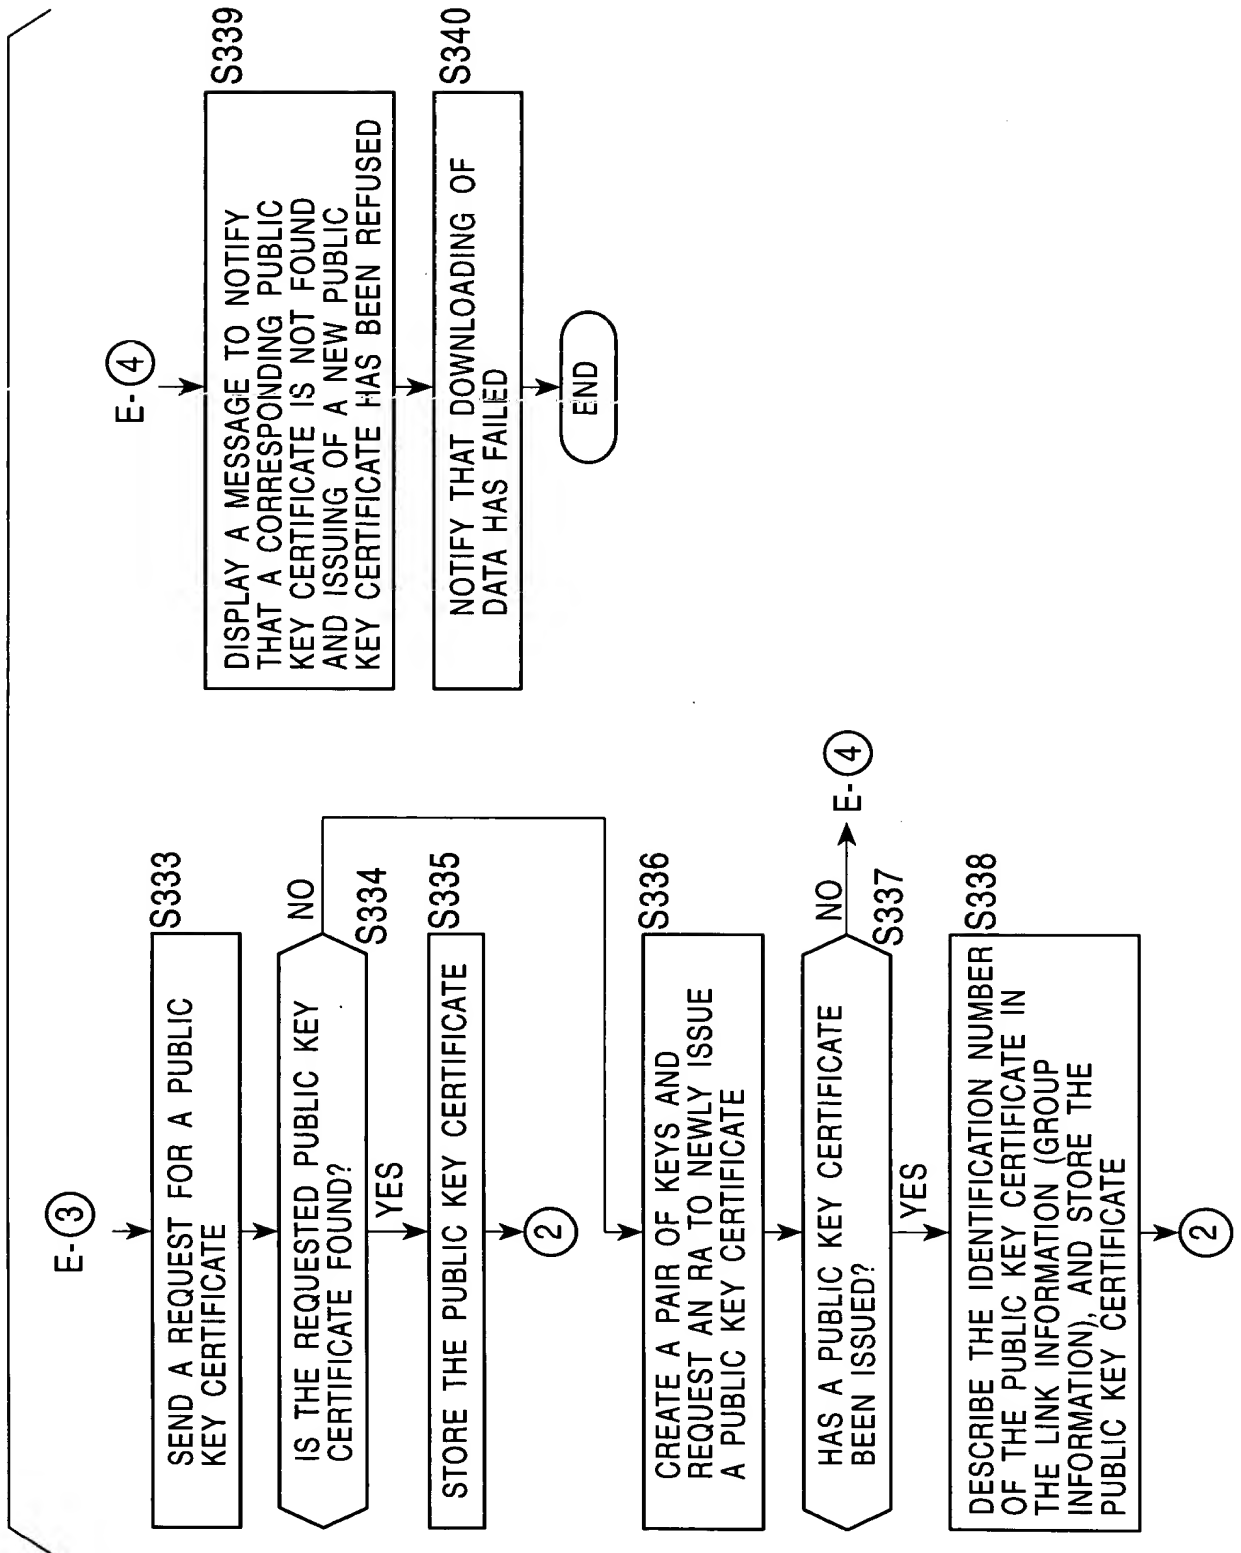 E-3
SEND A REQUEST FOR A PUBLIC
KEY CERTIFICATE
S333
IS THE REQUESTED PUBLIC KEY
CERTIFICATE FOUND?
NO
S334
YES
STORE THE PUBLIC KEY CERTIFICATE
S335
2
CREATE A PAIR OF KEYS AND
REQUEST AN RA TO NEWLY ISSUE
A PUBLIC KEY CERTIFICATE
S336
HAS A PUBLIC KEY CERTIFICATE
BEEN ISSUED?
NO
E-4
S337
YES
DESCRIBE THE IDENTIFICATION NUMBER
OF THE PUBLIC KEY CERTIFICATE IN
THE LINK INFORMATION (GROUP
INFORMATION), AND STORE THE
PUBLIC KEY CERTIFICATE
S338
2
E-4
DISPLAY A MESSAGE TO NOTIFY
THAT A CORRESPONDING PUBLIC
KEY CERTIFICATE IS NOT FOUND
AND ISSUING OF A NEW PUBLIC
KEY CERTIFICATE HAS BEEN REFUSED
S339
NOTIFY THAT DOWNLOADING OF
DATA HAS FAILED
S340
END